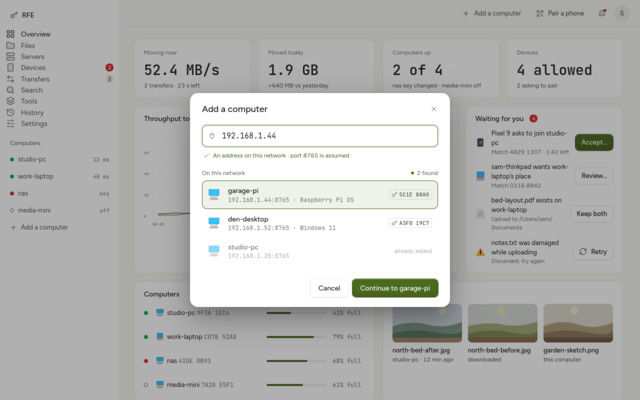 RFE
Add a computer
Pair a phone
S
Overview
Files
Servers
Devices
2
Transfers
3
Search
Tools
History
Settings
Computers
studio-pc
12 ms
work-laptop
48 ms
nas
key
media-mini
off
Add a computer
Moving now
52.4 MB/s
2 transfers · 23 s left
Moved today
1.9 GB
+640 MB vs yesterday
Computers up
2 of 4
nas key changed · media-mini off
Devices
4 allowed
2 asking to pair
Throughput to
Waiting for you
4
Pixel 9 asks to join studio-
pc
Match 4829 1307 · 1:42 left
Accept...
sam-thinkpad wants work-
laptop's place
Match 0316 8842
Review...
bed-layout.pdf exists on
work-laptop
Upload to /Users/sam/
Documents
Keep both
notes.txt was damaged
while uploading
Discarded; try again
Retry
Add a computer
192.168.1.44
An address on this network · port 8765 is assumed
On this network
2 found
garage-pi
192.168.1.44:8765 · Raspberry Pi OS
5C1E 88A0
den-desktop
192.168.1.52:8765 · Windows 11
A3F0 19C7
studio-pc
192.168.1.20:8765
already added
Cancel
Continue to garage-pi
Computers
studio-pc 9F3A 1EC4
41% full
work-laptop C07B 52A8
79% full
nas 41DE 0B93
68% full
media-mini 7A20 E5F1
61% full
north-bed-after.jpg
studio-pc · 12 min ago
north-bed-before.jpg
downloaded
garden-sketch.png
this computer